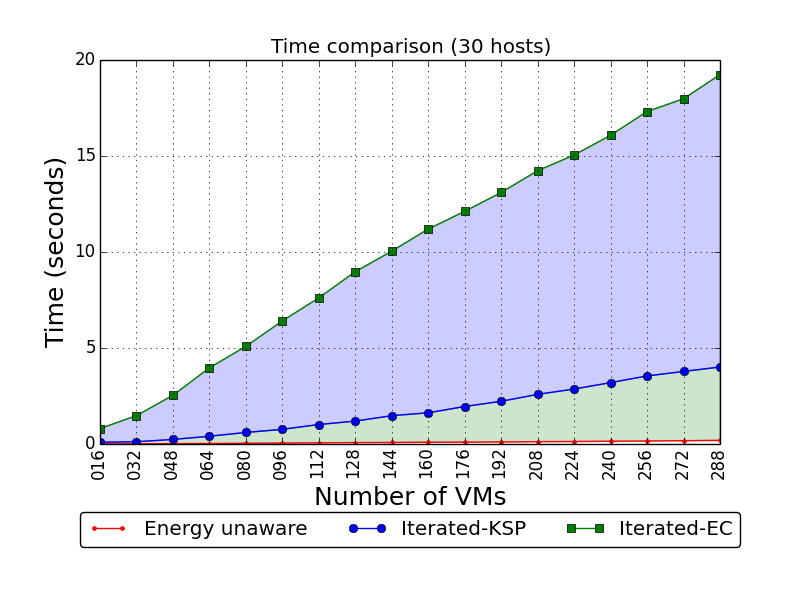 Time comparison (30 hosts)
20
15
10
5
0
Time (seconds)
016 032 048 064 080 096 112 128 144 160 176 192 208 224 240 256 272 288
Number of VMs
Energy unaware Iterated-KSP Iterated-EC